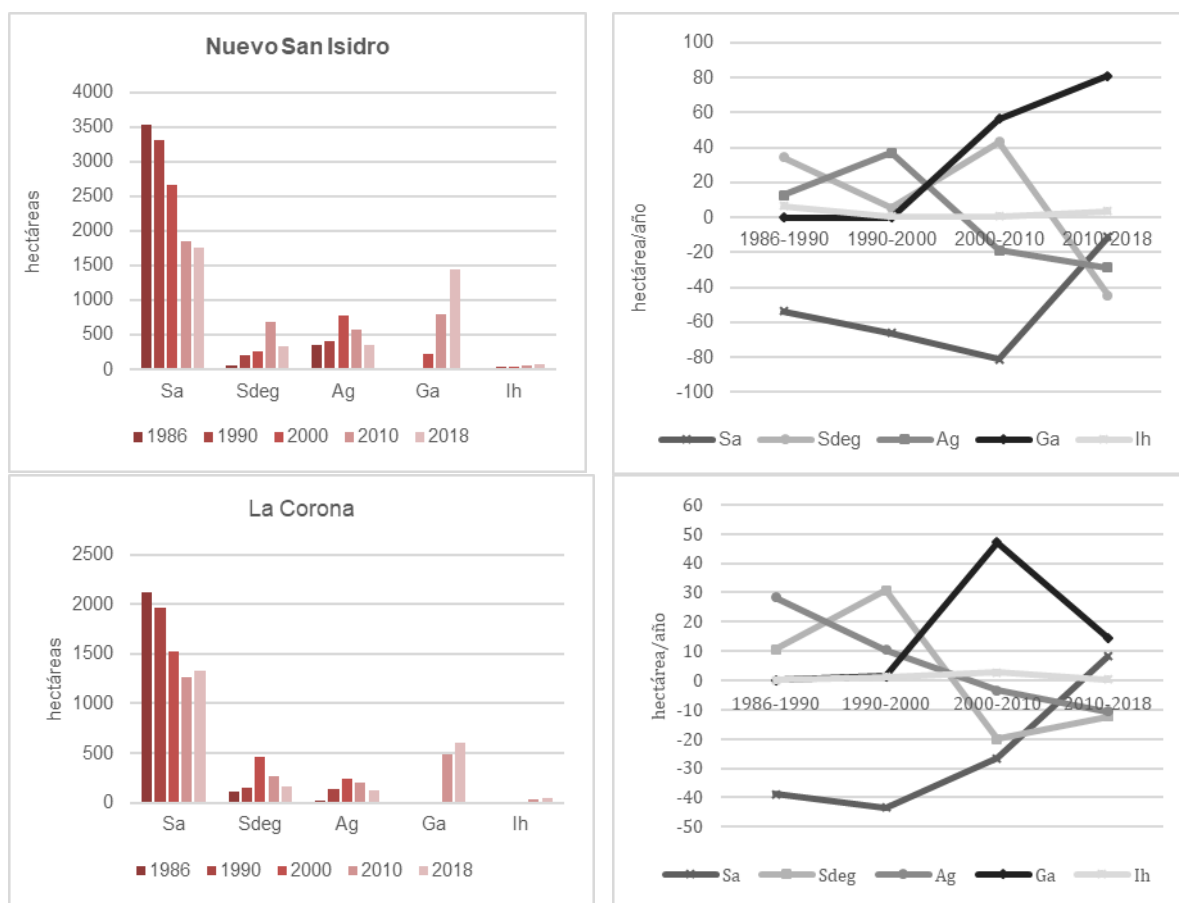 Nuevo San Isidro
hectáreas
4000
3500
3000
2500
2000
1500
1000
500
0
Sa Sdeg Ag Ga Ih
1986 1990 2000 2010 2018
hectárea/año
100
80
60
40
20
0
-20
-40
-60
-80
-100
1986-1990 1990-2000 2000-2010 2010-2018
Sa Sdeg Ag Ga Ih
La Corona
hectáreas
2500
2000
1500
1000
500
0
Sa Sdeg Ag Ga Ih
1986 1990 2000 2010 2018
hectárea/año
60
50
40
30
20
10
0
-10
-20
-30
-40
-50
1986-1990 1990-2000 2000-2010 2010-2018
Sa Sdeg Ag Ga Ih